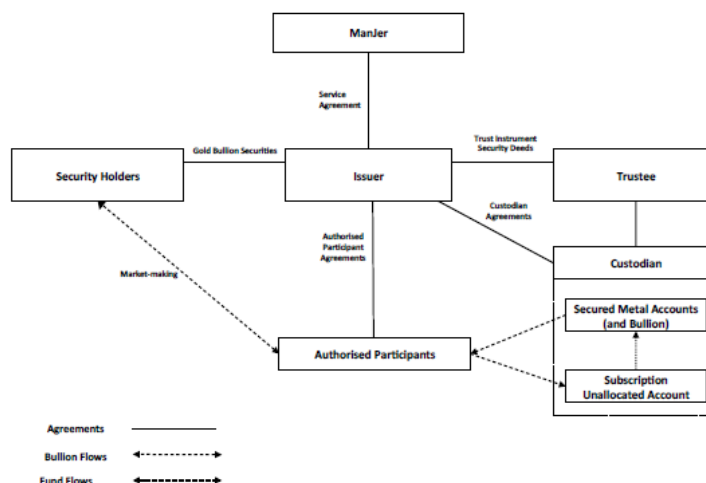 ManJer
Service
Agreement
Gold Bullion Securities
Trust Instrument
Security Deeds
Security Holders
Issuer
Trustee
Custodian
Agreements
Authorised
Participant
Agreements
Custodian
Market-making
Secured Metal Accounts
(and Bullion)
Authorised Participants
Subscription
Unallocated Account
Agreements
Bullion Flows
Fund Flows